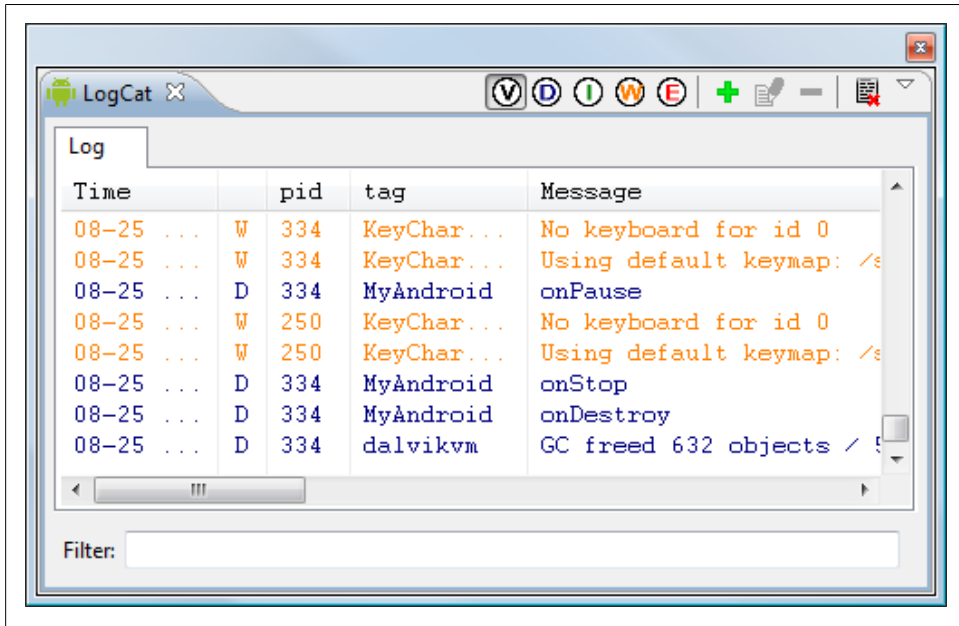 LogCat
V D I W E
Log
Time pid tag Message
08-25 ... W 334 KeyChar... No keyboard for id 0
08-25 ... W 334 KeyChar... Using default keymap: /s
08-25 ... D 334 MyAndroid onPause
08-25 ... W 250 KeyChar... No keyboard for id 0
08-25 ... W 250 KeyChar... Using default keymap: /s
08-25 ... D 334 MyAndroid onStop
08-25 ... D 334 MyAndroid onDestroy
08-25 ... D 334 dalvikvm GC freed 632 objects / 5
Filter: